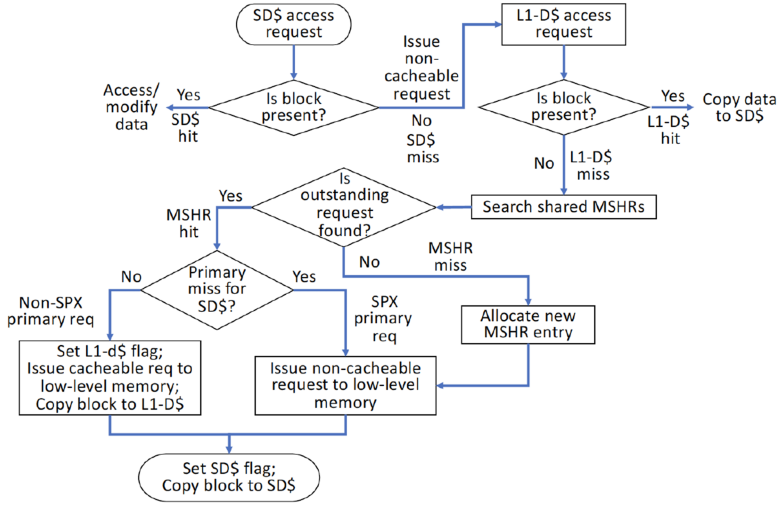 SD$ access
request
L1-D$ access
request
Issue
non-
cacheable
request
Access/
modify
data
Yes
SD$
hit
Is block
present?
No
SD$
miss
Is block
present?
Yes
L1-D$
hit
Copy data
to SD$
No
L1-D$
miss
Search shared MSHRs
Is
outstanding
request
found?
Yes
MSHR
hit
No
MSHR
miss
Primary
miss for
SD$?
No
Non-SPX
primary req
Yes
SPX
primary
req
Allocate new
MSHR entry
Set L1-d$ flag;
Issue cacheable req to
low-level memory;
Copy block to L1-D$
Issue non-cacheable
request to low-level
memory
Set SD$ flag;
Copy block to SD$